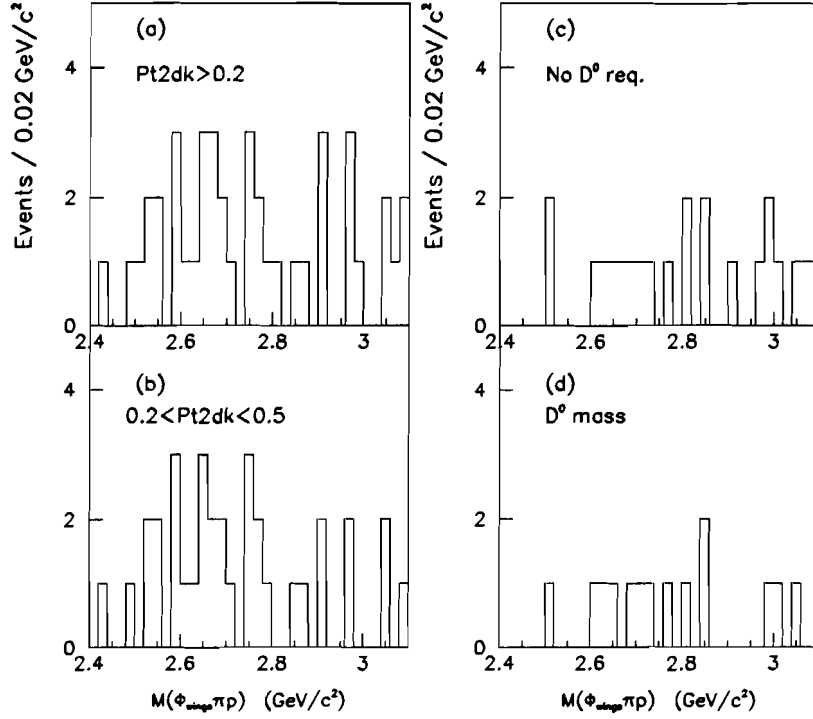 Events / 0.02 GeV/c²
(a)
Pt2dk>0.2
4
2
0
2.4 2.6 2.8 3
Events / 0.02 GeV/c²
(c)
No D⁰ req.
4
2
0
2.4 2.6 2.8 3
(b)
0.2<Pt2dk<0.5
4
2
0
2.4 2.6 2.8 3
M(Φwingsπp) (GeV/c²)
(d)
D⁰ mass
4
2
0
2.4 2.6 2.8 3
M(Φwingsπp) (GeV/c²)